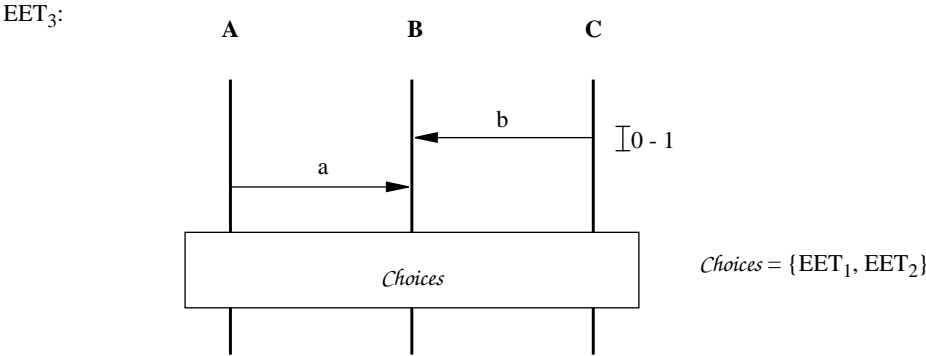 EET₃:
A B C
b
0 - 1
a
Choices
Choices = {EET₁, EET₂}